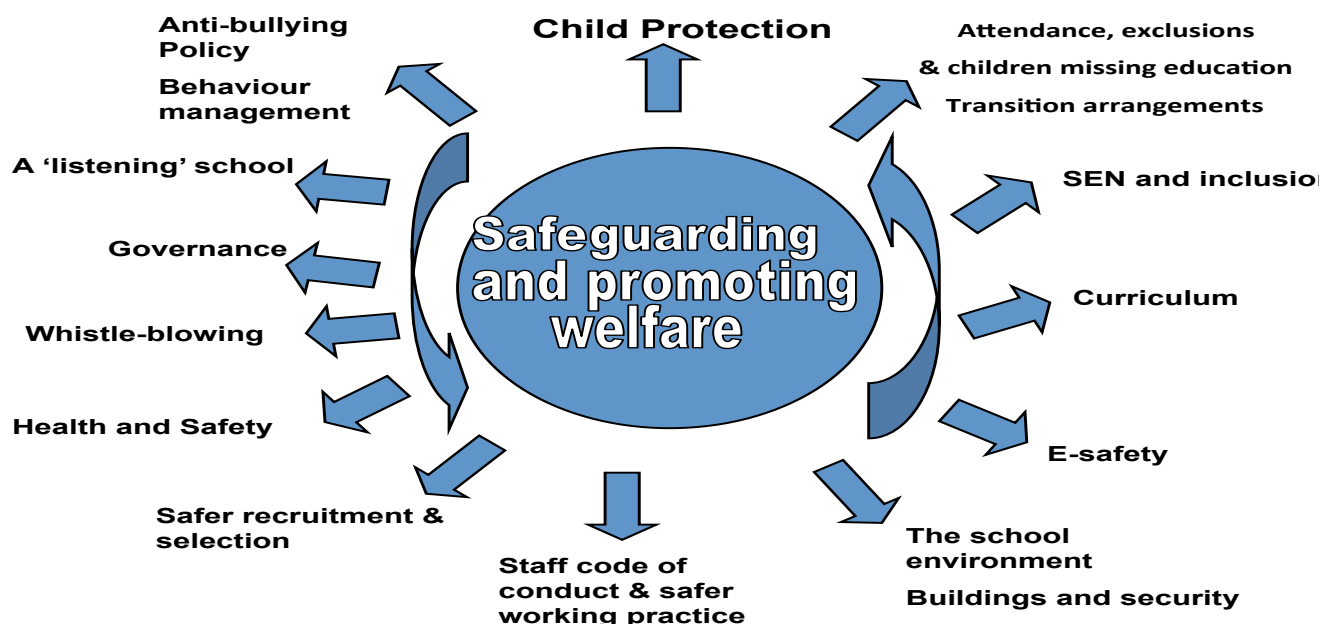 Anti-bullying
Policy
Behaviour
management
Child Protection
Attendance, exclusions
& children missing education
Transition arrangements
A ‘listening’ school
SEN and inclusion
Governance
Safeguarding
and promoting
welfare
Curriculum
Whistle-blowing
Health and Safety
E-safety
Safer recruitment &
selection
Staff code of
conduct & safer
working practice
The school
environment
Buildings and security